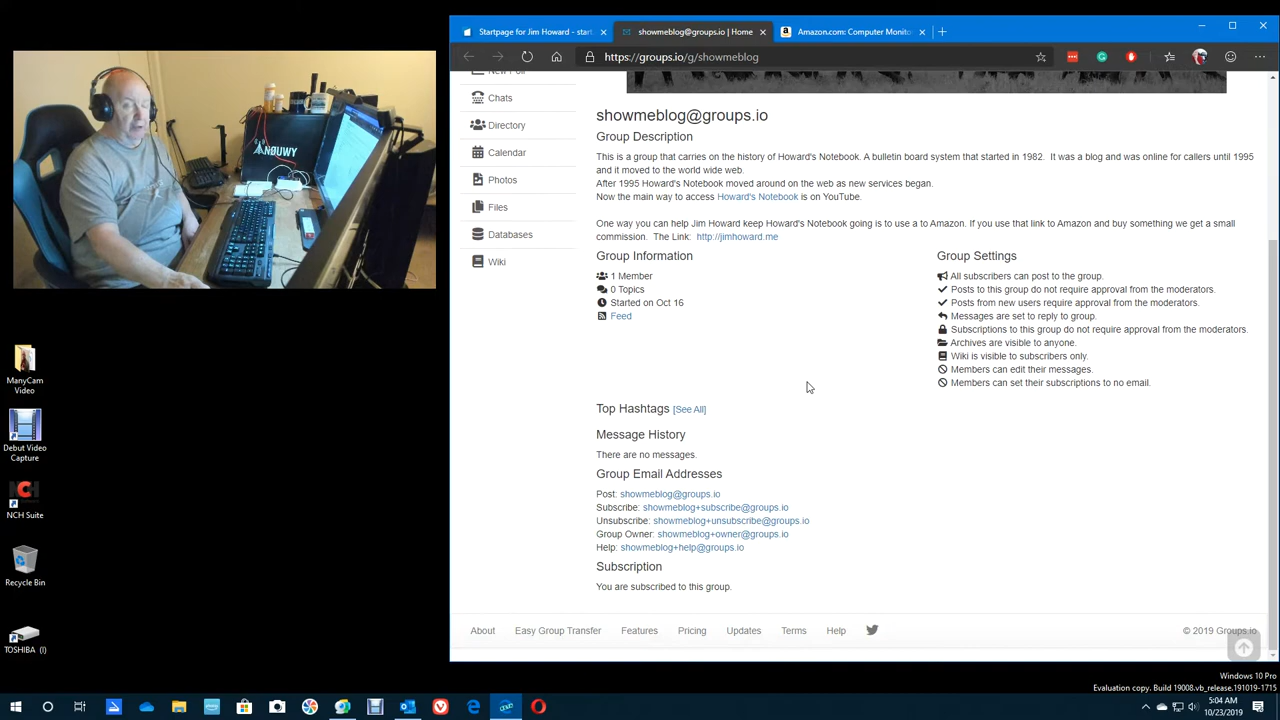 Startpage for Jim Howard - star
showmeblog@groups.io | Home
Amazon.com: Computer Monito
https://groups.io/g/showmeblog
New Poll
Chats
Directory
Calendar
Photos
Files
Databases
Wiki
showmeblog@groups.io
Group Description
This is a group that carries on the history of Howard's Notebook. A bulletin board system that started in 1982. It was a blog and was online for callers until 1995
and it moved to the world wide web.
After 1995 Howard's Notebook moved around on the web as new services began.
Now the main way to access Howard's Notebook is on YouTube.
One way you can help Jim Howard keep Howard's Notebook going is to use a to Amazon. If you use that link to Amazon and buy something we get a small
commission. The Link: http://jimhoward.me
Group Information
1 Member
0 Topics
Started on Oct 16
Feed
Group Settings
All subscribers can post to the group.
Posts to this group do not require approval from the moderators.
Posts from new users require approval from the moderators.
Messages are set to reply to group.
Subscriptions to this group do not require approval from the moderators.
Archives are visible to anyone.
Wiki is visible to subscribers only.
Members can edit their messages.
Members can set their subscriptions to no email.
Top Hashtags [See All]
Message History
There are no messages.
Group Email Addresses
Post: showmeblog@groups.io
Subscribe: showmeblog+subscribe@groups.io
Unsubscribe: showmeblog+unsubscribe@groups.io
Group Owner: showmeblog+owner@groups.io
Help: showmeblog+help@groups.io
Subscription
You are subscribed to this group.
About Easy Group Transfer Features Pricing Updates Terms Help
© 2019 Groups.io
ANOUWY
ManyCam
Video
Debut Video
Capture
NCH Suite
Recycle Bin
TOSHIBA (I)
Windows 10 Pro
Evaluation copy. Build 19008.vb_release.191019-1715
5:04 AM
10/23/2019